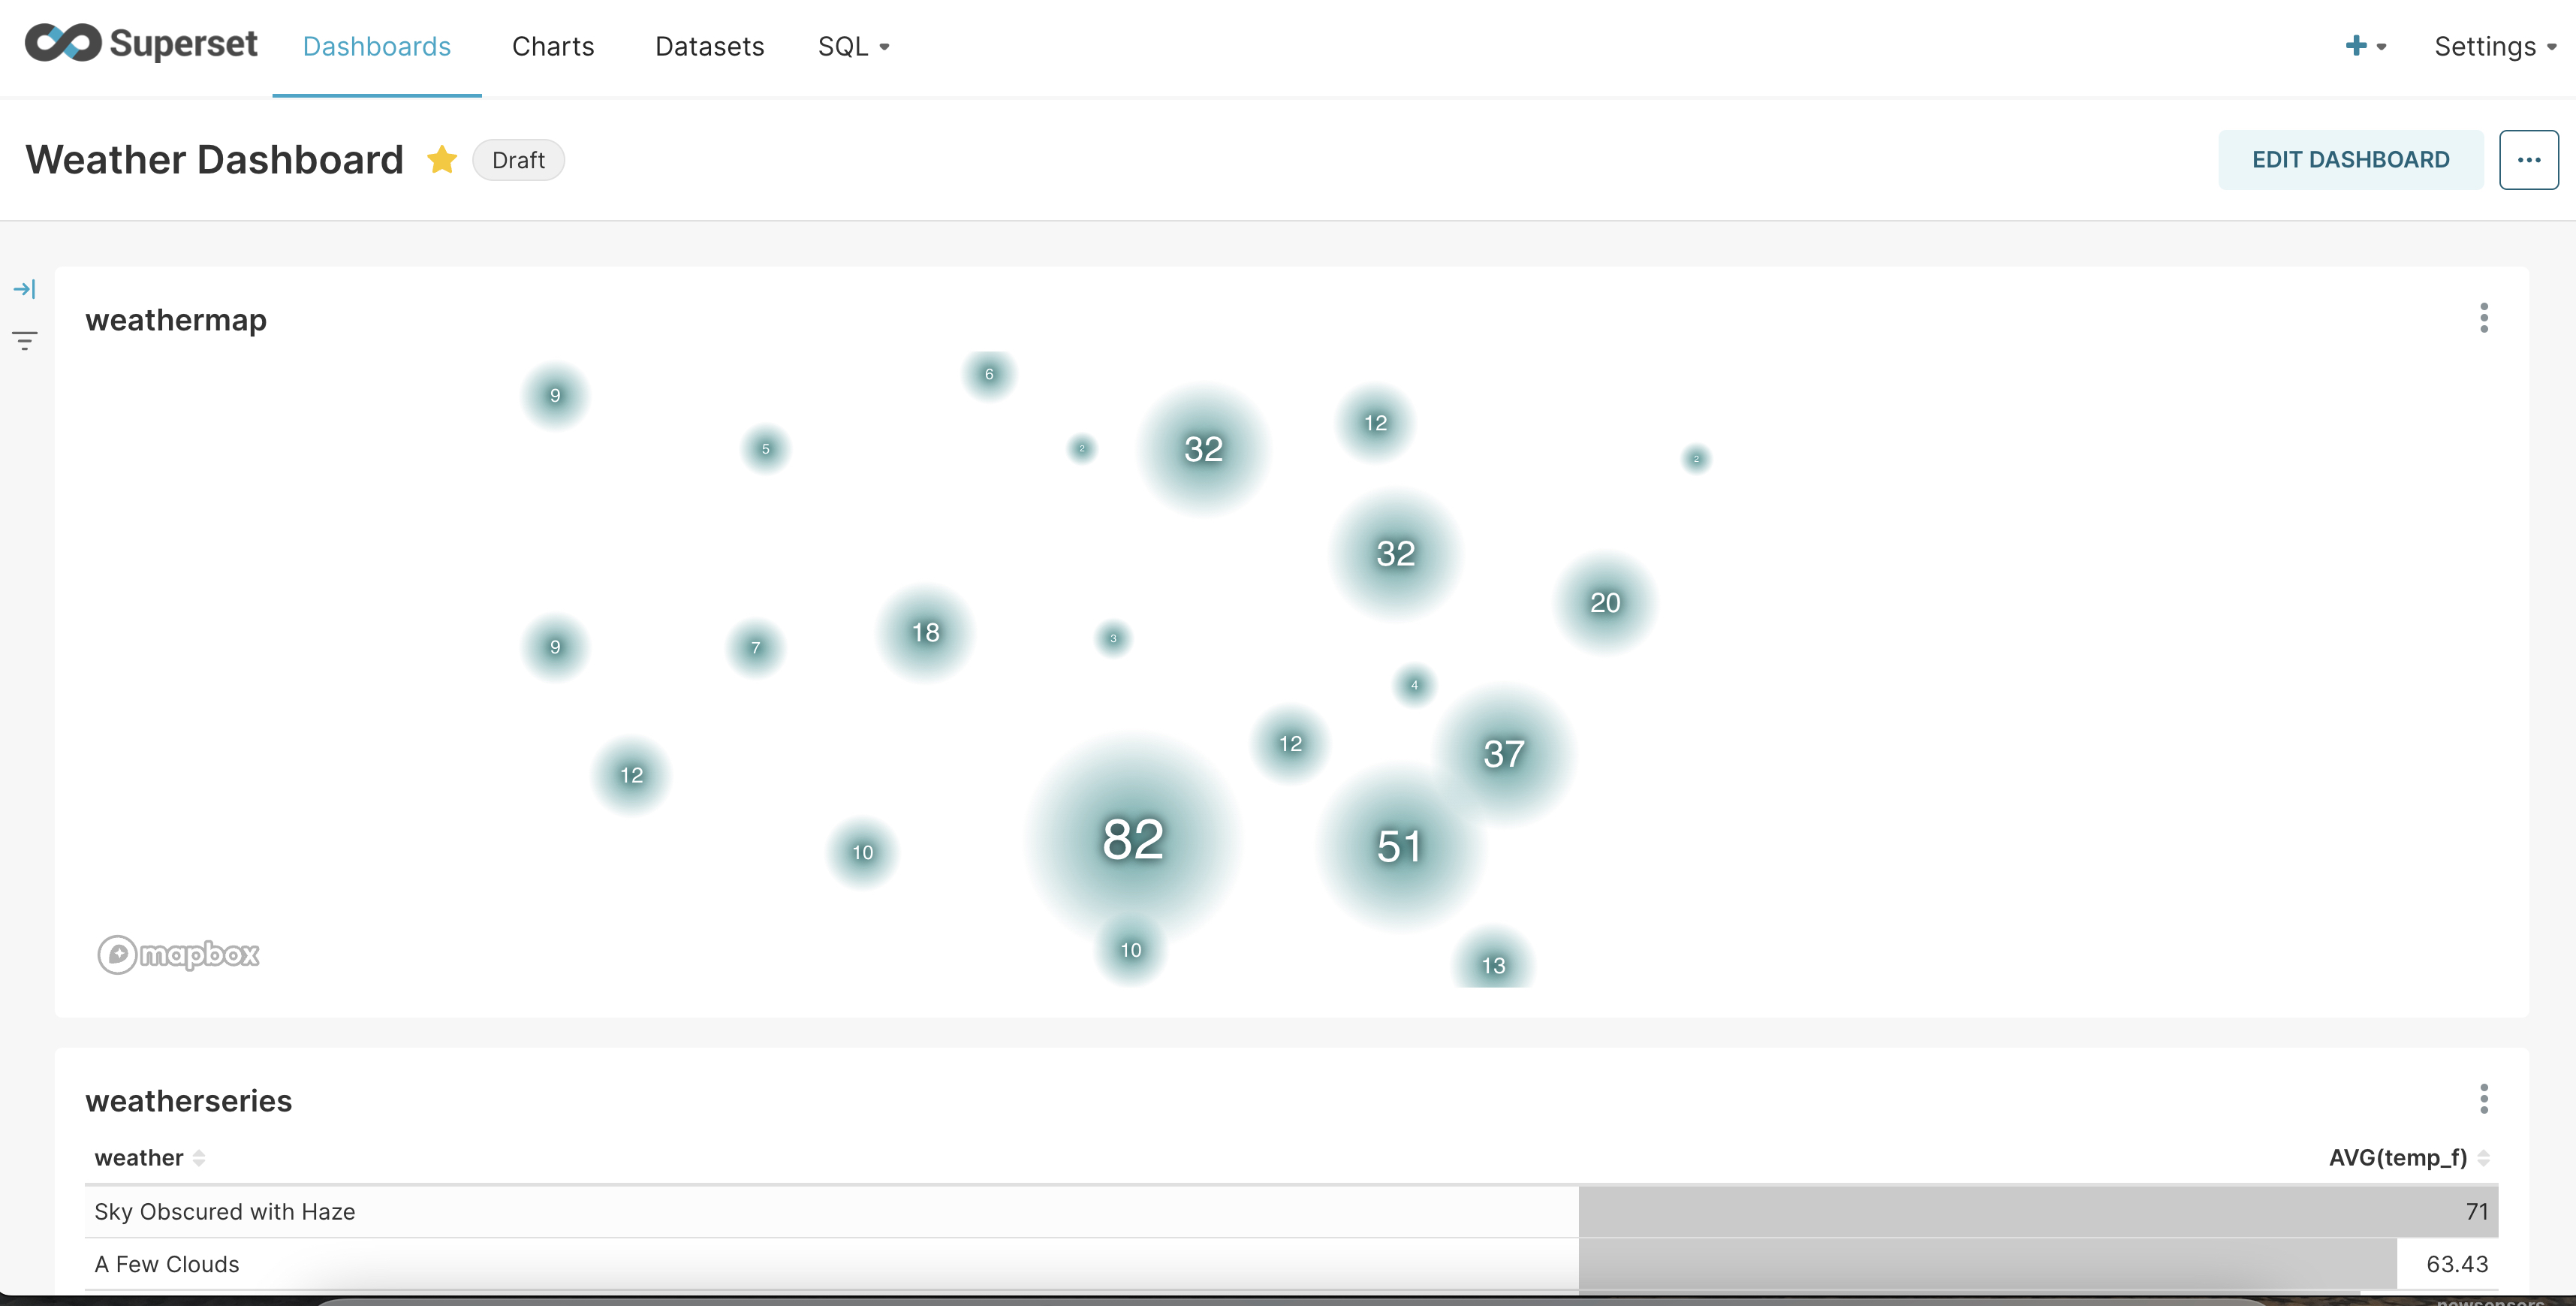 Superset Dashboards Charts Datasets SQL Settings
Weather Dashboard Draft EDIT DASHBOARD
weathermap
6
9
12
5 2 32
2
32
20
18
3
9 7
4
12 37
12
82 51
10
10
13
mapbox
weatherseries
weather AVG(temp_f)
Sky Obscured with Haze 71
A Few Clouds 63.43